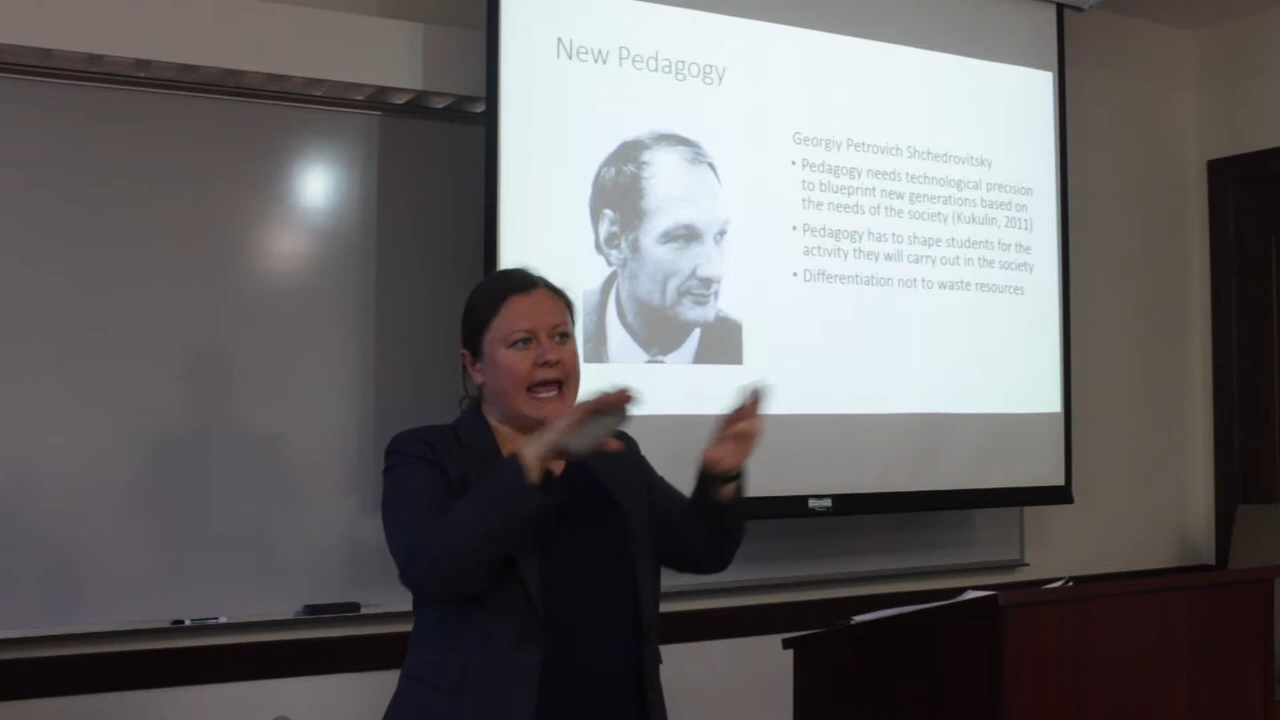 New Pedagogy
Georgiy Petrovich Shchedrovitsky
• Pedagogy needs technological precision
to blueprint new generations based on
the needs of the society (Kukulin, 2011)
• Pedagogy has to shape students for the
activity they will carry out in the society
• Differentiation not to waste resources